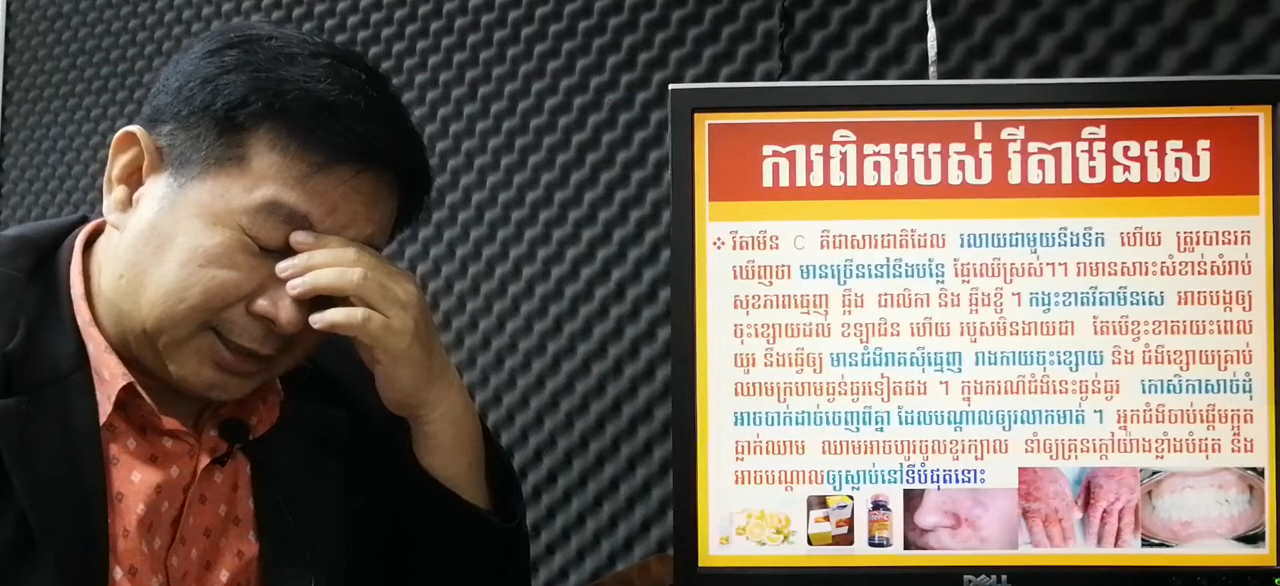 ការពិតរបស់ វីតាមីនសេ
❖ វីតាមីន C គឺជាសារជាតិដែល រលាយជាមួយនឹងទឹក ហើយ ត្រូវបានរក
ឃើញថា មានច្រើននៅនឹងបន្លែ ផ្លែឈើស្រស់ៗ។ វាមានសារះសំខាន់សំរាប់
សុខភាពធ្មេញ ឆ្អឹង ជាលិកា និង ឆ្អឹងខ្ចី ។ កង្វះខាតវីតាមីនសេ អាចបង្កឲ្យ
ចុះខ្សោយដល់ ខឡាជិន ហើយ របួសមិនងាយជា តែបើខ្វះខាតរយះពេល
យូរ នឹងធ្វើឲ្យ មានជំងឺរាតស៊ីធ្មេញ រាងកាយចុះខ្សោយ និង ជំងឺខ្សោយគ្រាប់
ឈាមក្រហមធ្ងន់ធ្ងរទៀតផង ។ ក្នុងករណីជំងឺនេះធ្ងន់ធ្ងរ កោសិកាសាច់ដុំ
អាចបាក់ដាច់ចេញពីគ្នា ដែលបណ្តាលឲ្យរលាកមាត់ ។ អ្នកជំងឺចាប់ផ្តើមក្អួត
ធ្លាក់ឈាម ឈាមអាចហូរចូលខួរក្បាល នាំឲ្យគ្រុនក្តៅយ៉ាងខ្លាំងបំផុត និង
អាចបណ្តាលឲ្យស្លាប់នៅទីបំផុតនោះ
DELL